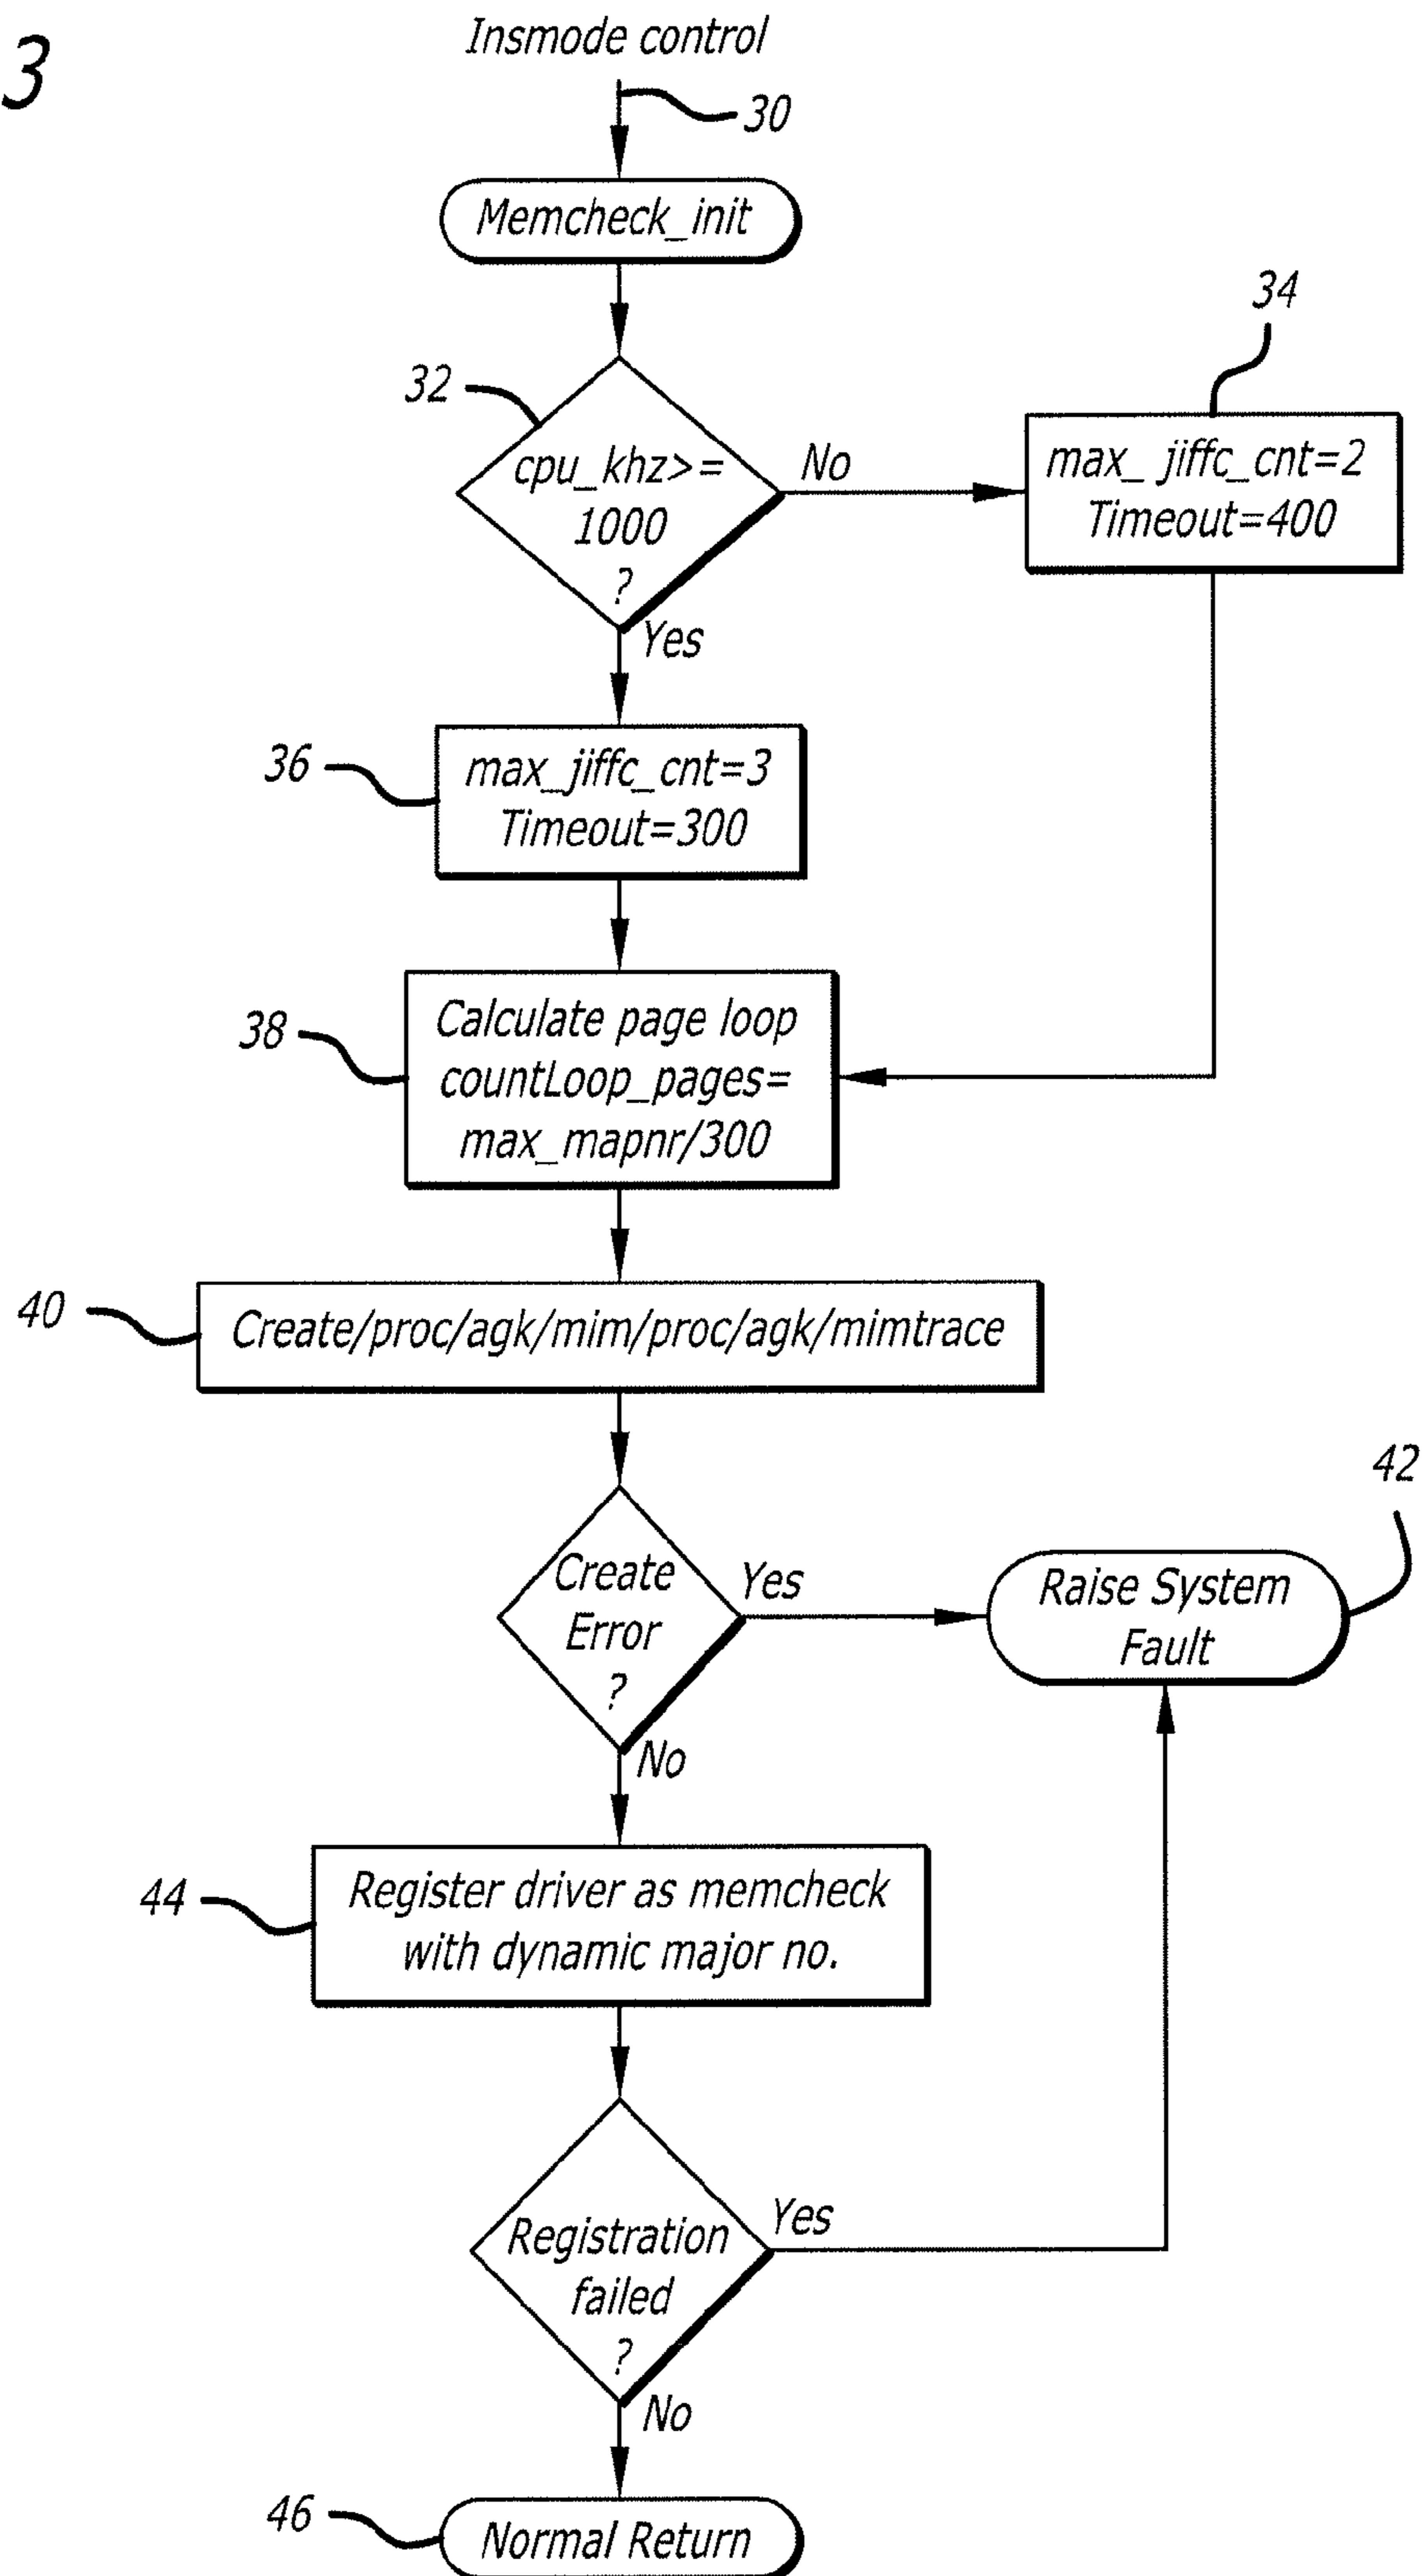 3
Insmode control
30
Memcheck_init
34
32
cpu_khz>=
1000
?
No
max_ jiffc_cnt=2
Timeout=400
Yes
36
max_jiffc_cnt=3
Timeout=300
38
Calculate page loop
countLoop_pages=
max_mapnr/300
40
Create/proc/agk/mim/proc/agk/mimtrace
42
Create
Error
?
Yes
Raise System
Fault
No
44
Register driver as memcheck
with dynamic major no.
Registration
failed
?
Yes
No
46
Normal Return